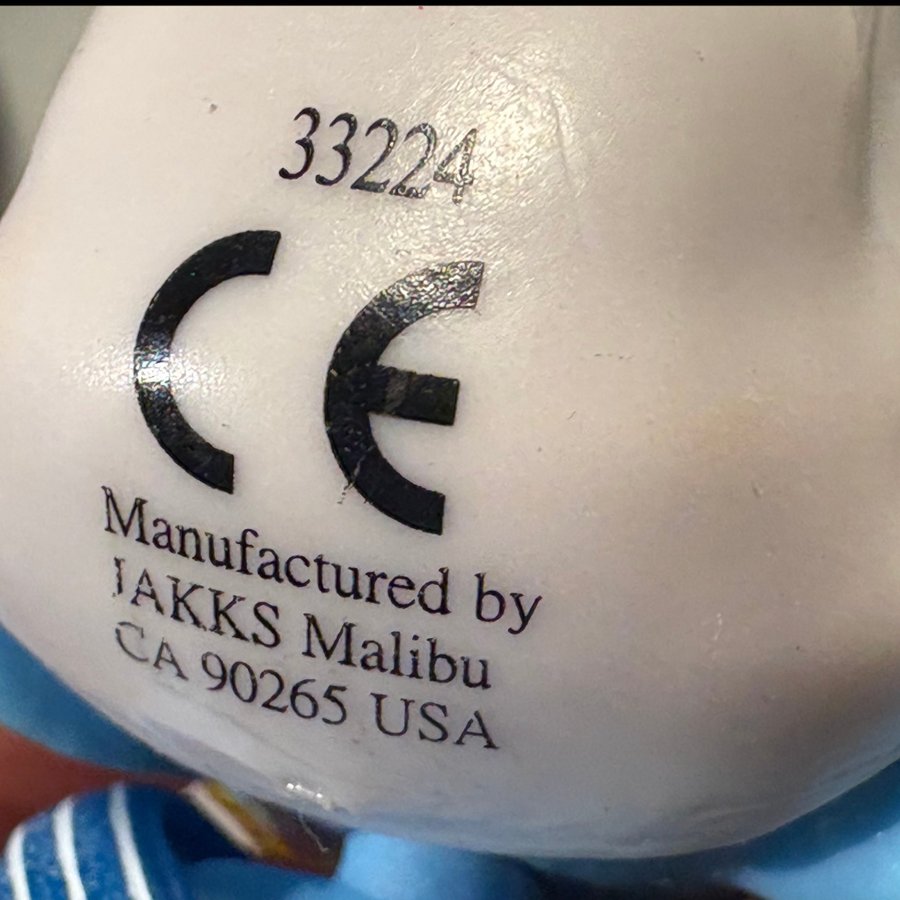 33224
CE
Manufactured by
JAKKS Malibu
CA 90265 USA